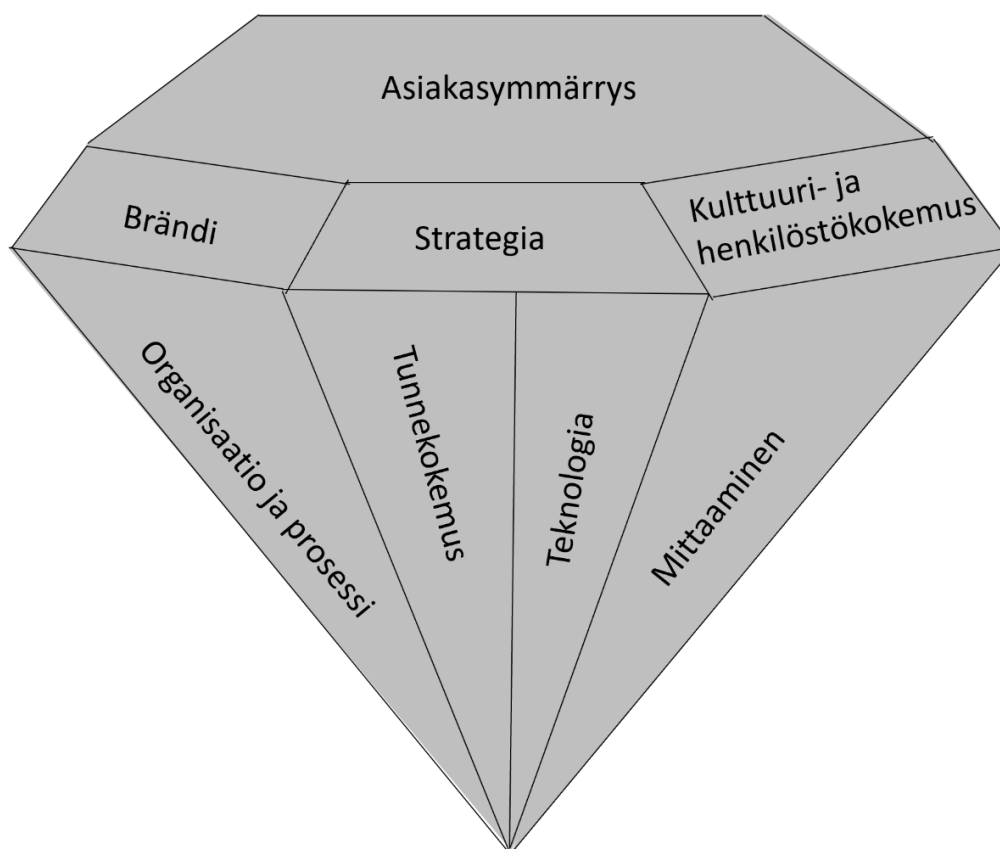 Asiakasymmärrys
Brändi
Strategia
Kulttuuri- ja
henkilöstökokemus
Organisaatio ja prosessi
Tunnekokemus
Teknologia
Mittaaminen